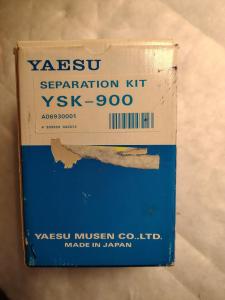 YAESU
SEPARATION KIT
YSK-900
A06930001
YAESU MUSEN CO.,LTD.
MADE IN JAPAN